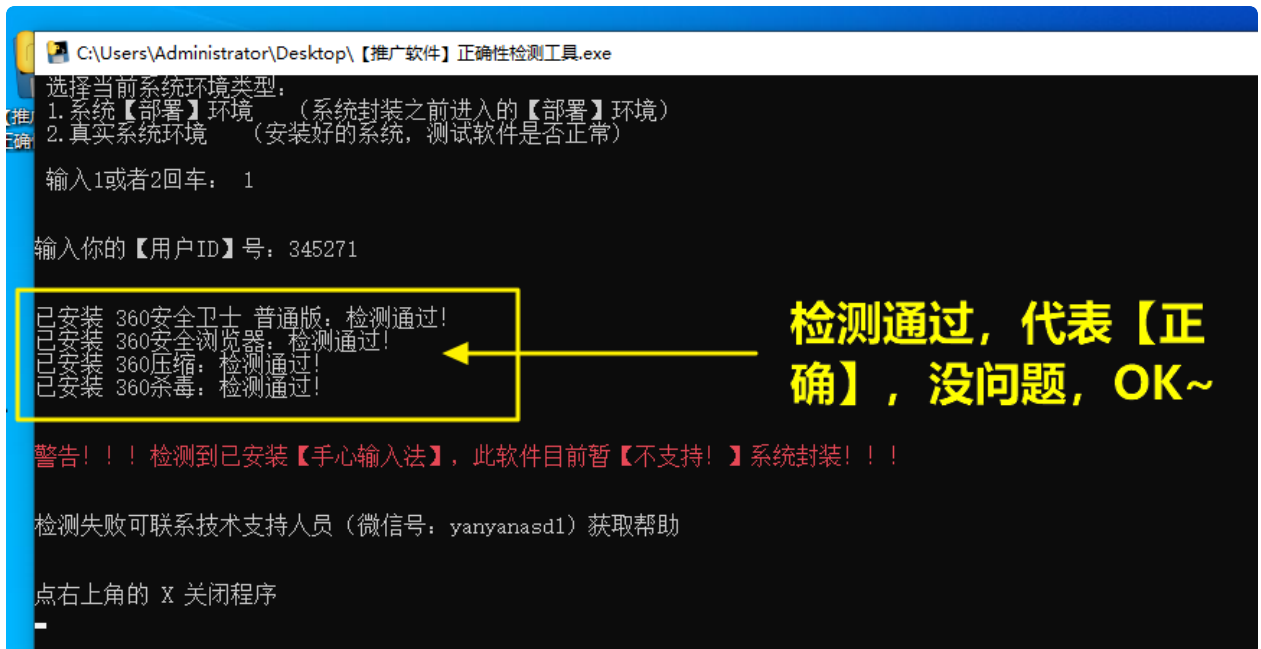 C:\Users\Administrator\Desktop\【推广软件】正确性检测工具.exe
选择当前系统环境类型:
1.系统【部署】环境 （系统封装之前进入的【部署】环境）
2.真实系统环境 （安装好的系统，测试软件是否正常）
输入1或者2回车: 1
输入你的【用户ID】号: 345271
已安装 360安全卫士 普通版: 检测通过!
已安装 360安全浏览器: 检测通过!
已安装 360压缩: 检测通过!
已安装 360杀毒: 检测通过!
检测通过，代表【正
确】，没问题，OK~
警告！！！检测到已安装【手心输入法】，此软件目前暂【不支持！】系统封装！！！
检测失败可联系技术支持人员（微信号: yanyanasd1）获取帮助
点右上角的 X 关闭程序